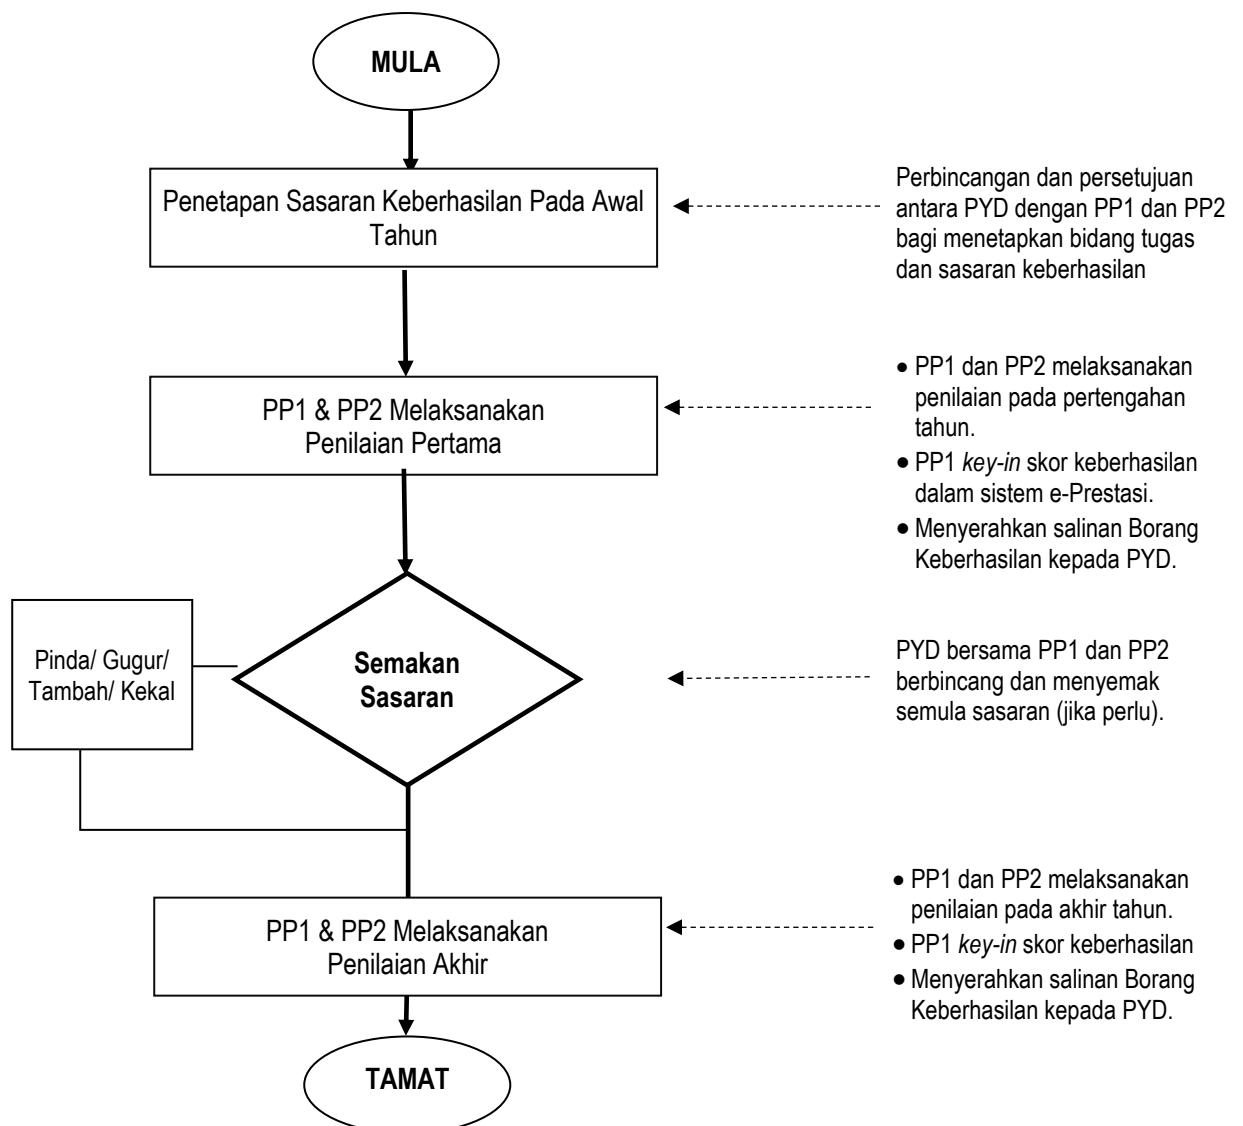 MULA
Penetapan Sasaran Keberhasilan Pada Awal
Tahun
Perbincangan dan persetujuan
antara PYD dengan PP1 dan PP2
bagi menetapkan bidang tugas
dan sasaran keberhasilan
PP1 & PP2 Melaksanakan
Penilaian Pertama
• PP1 dan PP2 melaksanakan
penilaian pada pertengahan
tahun.
• PP1 key-in skor keberhasilan
dalam sistem e-Prestasi.
• Menyerahkan salinan Borang
Keberhasilan kepada PYD.
Pinda/ Gugur/
Tambah/ Kekal
Semakan
Sasaran
PYD bersama PP1 dan PP2
berbincang dan menyemak
semula sasaran (jika perlu).
PP1 & PP2 Melaksanakan
Penilaian Akhir
• PP1 dan PP2 melaksanakan
penilaian pada akhir tahun.
• PP1 key-in skor keberhasilan
• Menyerahkan salinan Borang
Keberhasilan kepada PYD.
TAMAT